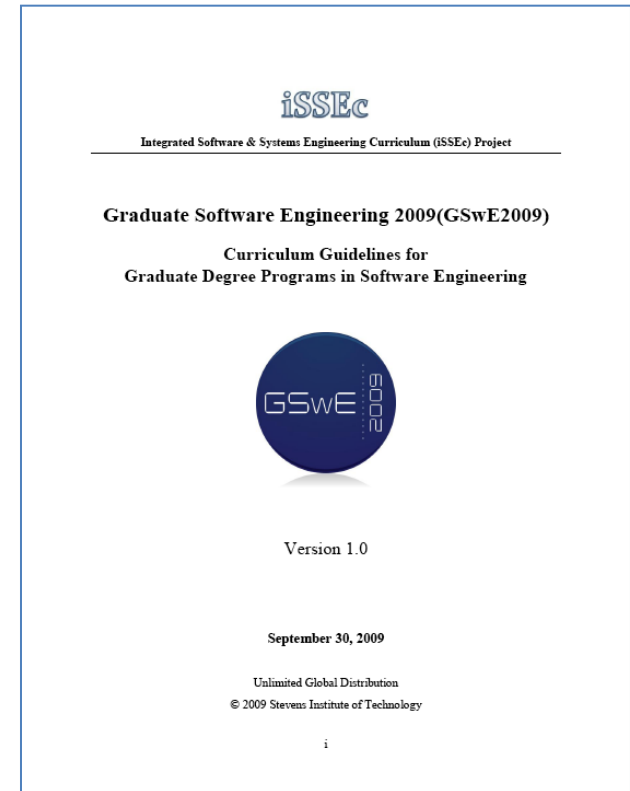 iSSEc
Integrated Software & Systems Engineering Curriculum (iSSEc) Project
Graduate Software Engineering 2009(GSwE2009)
Curriculum Guidelines for
Graduate Degree Programs in Software Engineering
GSwE 2009
Version 1.0
September 30, 2009
Unlimited Global Distribution
© 2009 Stevens Institute of Technology
i